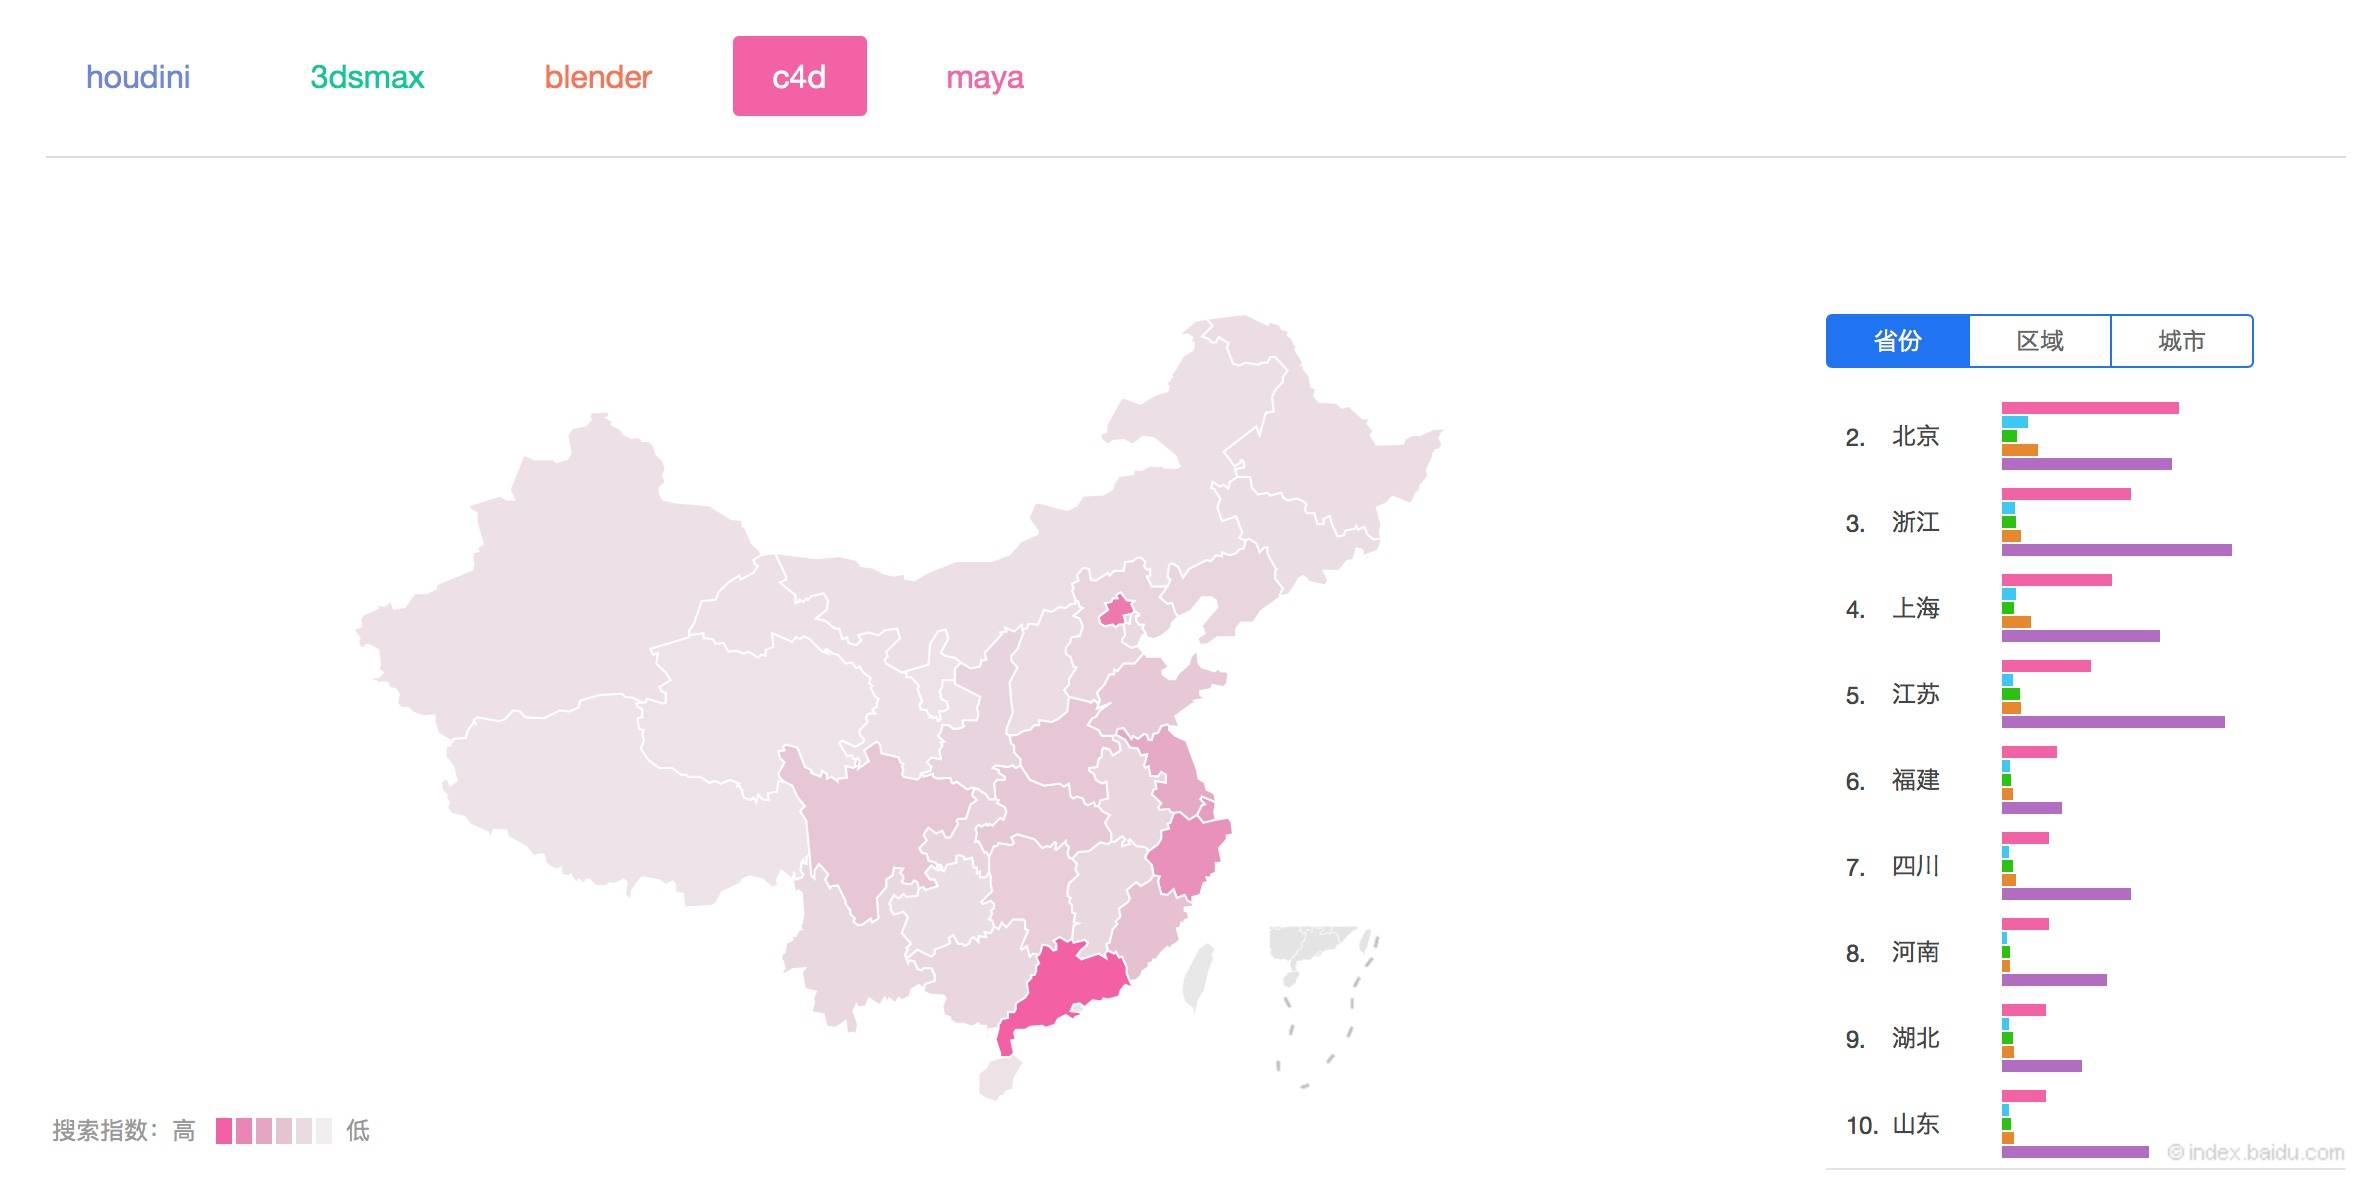 houdini 3dsmax blender c4d maya
省份 区域 城市
2. 北京
3. 浙江
4. 上海
5. 江苏
6. 福建
7. 四川
8. 河南
9. 湖北
10. 山东
搜索指数：高 低
©index.baidu.com